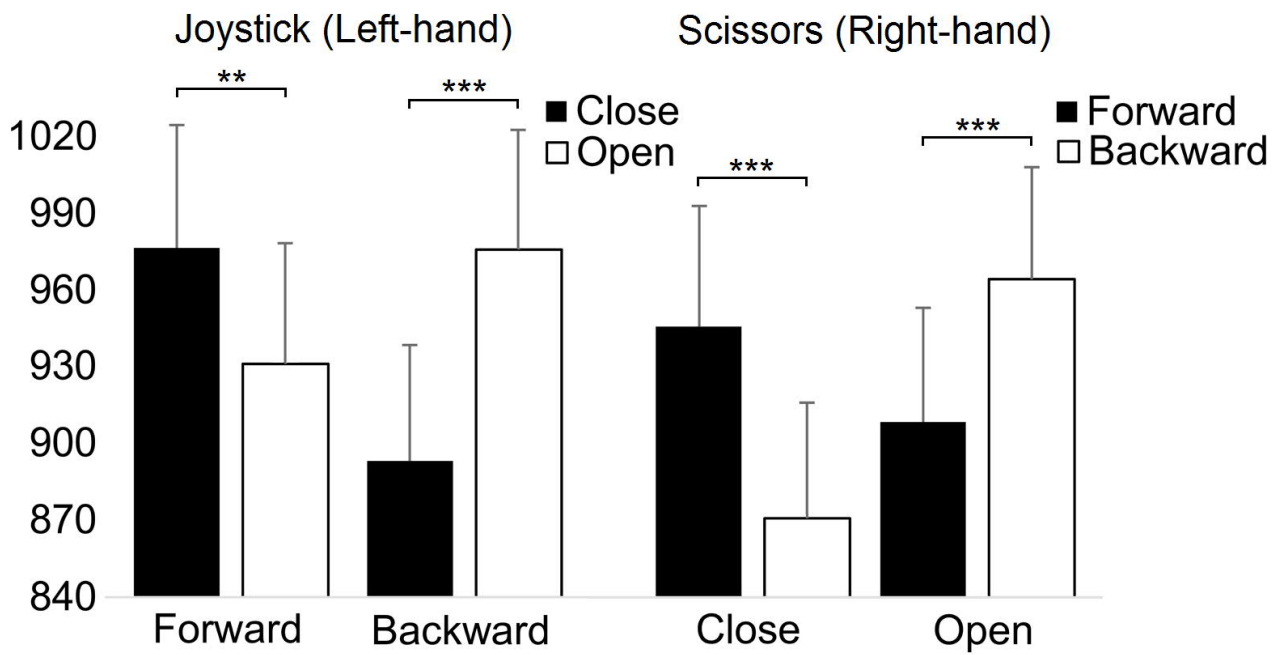 Joystick (Left-hand)
Scissors (Right-hand)
**
***
***
***
Close
Open
Forward
Backward
1020
990
960
930
900
870
840
Forward
Backward
Close
Open